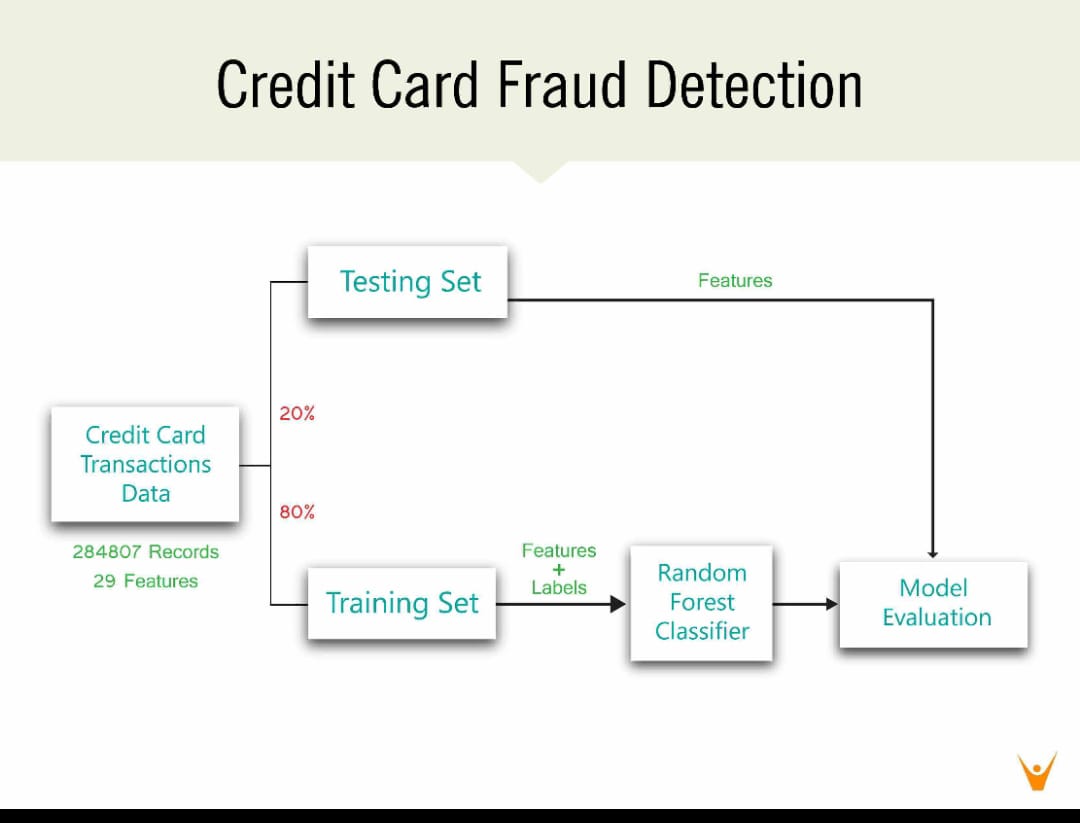 Credit Card Fraud Detection
Testing Set
Features
20%
Credit Card
Transactions
Data
80%
284807 Records
29 Features
Training Set
Features
+
Labels
Random
Forest
Classifier
Model
Evaluation